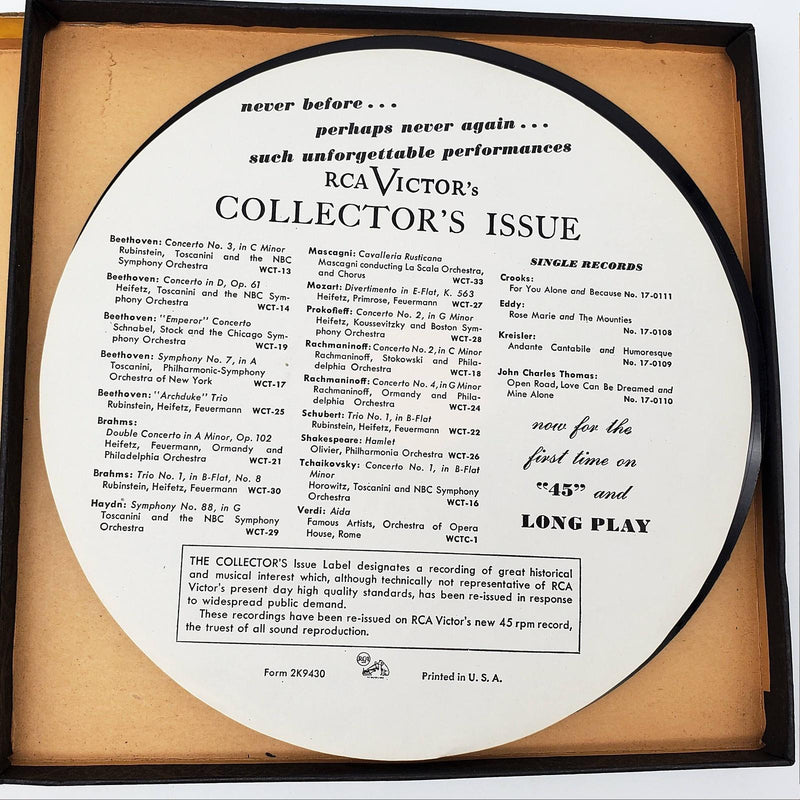 never before . . .
perhaps never again . . .
such unforgettable performances
RCA VICTOR's
COLLECTOR'S ISSUE
Beethoven: Concerto No. 3, in C Minor
Rubinstein, Toscanini and the NBC
Symphony Orchestra WCT-13
Beethoven: Concerto in D, Op. 61
Heifetz, Toscanini and the NBC Sym-
phony Orchestra WCT-14
Beethoven: "Emperor" Concerto
Schnabel, Stock and the Chicago Sym-
phony Orchestra WCT-19
Beethoven: Symphony No. 7, in A
Toscanini, Philharmonic-Symphony
Orchestra of New York WCT-17
Beethoven: "Archduke" Trio
Rubinstein, Heifetz, Feuermann WCT-25
Brahms:
Double Concerto in A Minor, Op. 102
Heifetz, Feuermann, Ormandy and
Philadelphia Orchestra WCT-21
Brahms: Trio No. 1, in B-Flat, No. 8
Rubinstein, Heifetz, Feuermann WCT-30
Haydn: Symphony No. 88, in G
Toscanini and the NBC Symphony
Orchestra WCT-29
Mascagni: Cavalleria Rusticana
Mascagni conducting La Scala Orchestra,
and Chorus WCT-33
Mozart: Divertimento in E-Flat, K. 563
Heifetz, Primrose, Feuermann WCT-27
Prokofieff: Concerto No. 2, in G Minor
Heifetz, Koussevitzky and Boston Sym-
phony Orchestra WCT-28
Rachmaninoff: Concerto No. 2, in C Minor
Rachmaninoff, Stokowski and Phila-
delphia Orchestra WCT-18
Rachmaninoff: Concerto No. 4, in G Minor
Rachmaninoff, Ormandy and Phila-
delphia Orchestra WCT-24
Schubert: Trio No. 1, in B-Flat
Rubinstein, Heifetz, Feuermann WCT-22
Shakespeare: Hamlet
Olivier, Philharmonia Orchestra WCT-26
Tchaikovsky: Concerto No. 1, in B-Flat
Minor
Horowitz, Toscanini and NBC Symphony
Orchestra WCT-16
Verdi: Aida
Famous Artists, Orchestra of Opera
House, Rome WCTC-1
SINGLE RECORDS
Crooks:
For You Alone and Because No. 17-0111
Eddy:
Rose Marie and The Mounties
No. 17-0108
Kreisler:
Andante Cantabile and Humoresque
No. 17-0109
John Charles Thomas:
Open Road, Love Can Be Dreamed and
Mine Alone No. 17-0110
now for the
first time on
"45" and
LONG PLAY
THE COLLECTOR'S Issue Label designates a recording of great historical
and musical interest which, although technically not representative of RCA
Victor's present day high quality standards, has been re-issued in response
to widespread public demand.
These recordings have been re-issued on RCA Victor's new 45 rpm record,
the truest of all sound reproduction.
RCA
Form 2K9430 Printed in U. S. A.